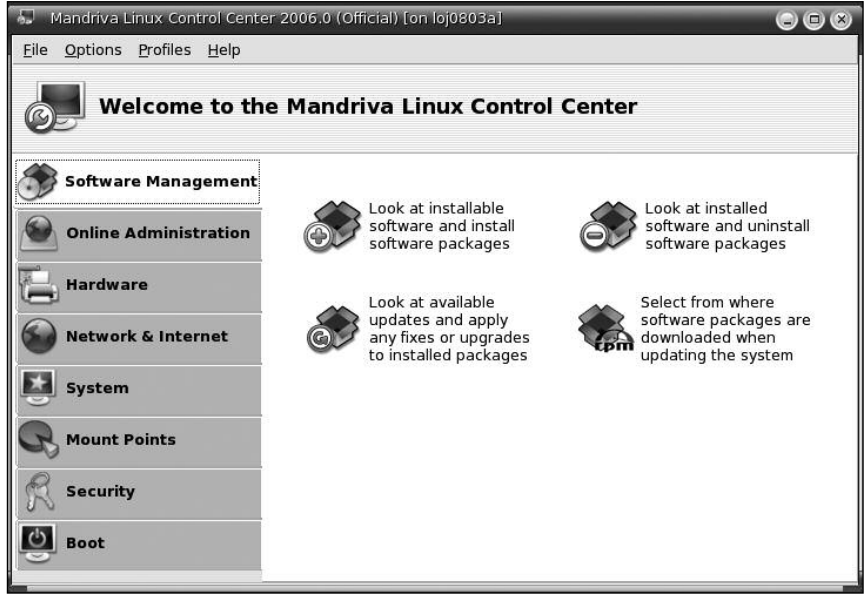 Mandriva Linux Control Center 2006.0 (Official) [on loj0803a]
File Options Profiles Help
Welcome to the Mandriva Linux Control Center
Software Management
Online Administration
Hardware
Network & Internet
System
Mount Points
Security
Boot
Look at installable
software and install
software packages
Look at installed
software and uninstall
software packages
Look at available
updates and apply
any fixes or upgrades
to installed packages
Select from where
software packages are
downloaded when
updating the system
rpm